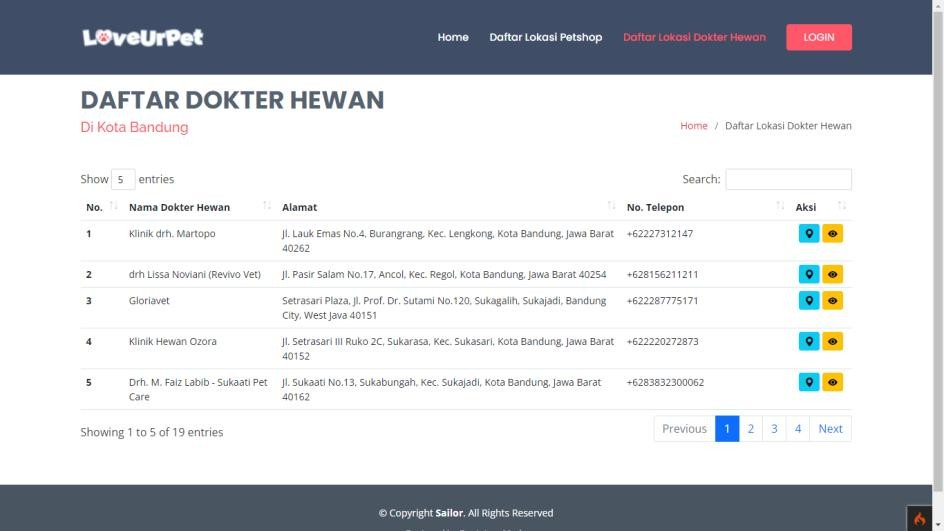 LoveUrPet
Home Daftar Lokasi Petshop Daftar Lokasi Dokter Hewan LOGIN
DAFTAR DOKTER HEWAN
Di Kota Bandung
Home / Daftar Lokasi Dokter Hewan
Show 5 entries Search:
No. Nama Dokter Hewan Alamat No. Telepon Aksi
1 Klinik drh. Martopo Jl. Lauk Emas No.4, Burangrang, Kec. Lengkong, Kota Bandung, Jawa Barat +62227312147
40262
2 drh Lissa Noviani (Revivo Vet) Jl. Pasir Salam No.17, Ancol, Kec. Regol, Kota Bandung, Jawa Barat 40254 +628156211211
3 Gloriavet Setrasari Plaza, Jl. Prof. Dr. Sutami No.120, Sukagalih, Sukajadi, Bandung +622287775171
City, West Java 40151
4 Klinik Hewan Ozora Jl. Setrasari III Ruko 2C, Sukarasa, Kec. Sukasari, Kota Bandung, Jawa Barat +622220272873
40152
5 Drh. M. Faiz Labib - Sukaati Pet Jl. Sukaati No.13, Sukabungah, Kec. Sukajadi, Kota Bandung, Jawa Barat +6283832300062
Care 40162
Showing 1 to 5 of 19 entries Previous 1 2 3 4 Next
© Copyright Sailor. All Rights Reserved